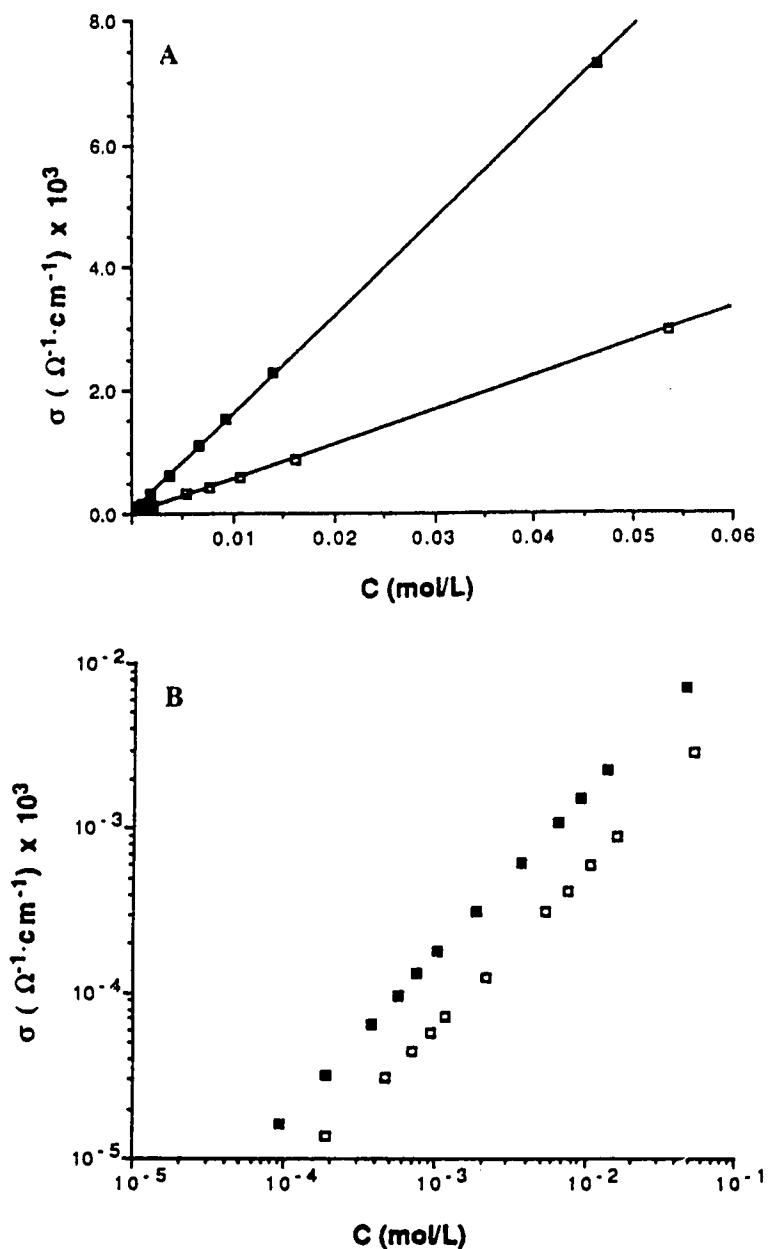 A
8.0
6.0
4.0
2.0
0.0
0.01 0.02 0.03 0.04 0.05 0.06
σ ( Ω⁻¹·cm⁻¹) x 10³
C (mol/L)
B
10⁻²
10⁻³
10⁻⁴
10⁻⁵
10⁻⁵ 10⁻⁴ 10⁻³ 10⁻² 10⁻¹
σ ( Ω⁻¹·cm⁻¹) x 10³
C (mol/L)